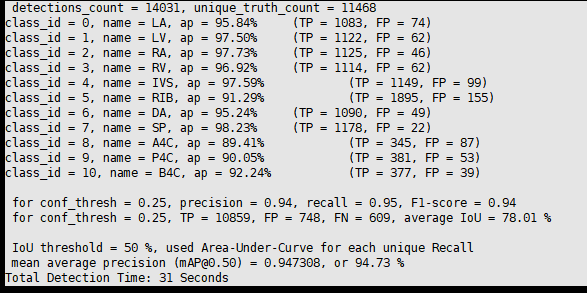 detections_count = 14031, unique_truth_count = 11468
class_id = 0, name = LA, ap = 95.84% (TP = 1083, FP = 74)
class_id = 1, name = LV, ap = 97.50% (TP = 1122, FP = 62)
class_id = 2, name = RA, ap = 97.73% (TP = 1125, FP = 46)
class_id = 3, name = RV, ap = 96.92% (TP = 1114, FP = 62)
class_id = 4, name = IVS, ap = 97.59% (TP = 1149, FP = 99)
class_id = 5, name = RIB, ap = 91.29% (TP = 1895, FP = 155)
class_id = 6, name = DA, ap = 95.24% (TP = 1090, FP = 49)
class_id = 7, name = SP, ap = 98.23% (TP = 1178, FP = 22)
class_id = 8, name = A4C, ap = 89.41% (TP = 345, FP = 87)
class_id = 9, name = P4C, ap = 90.05% (TP = 381, FP = 53)
class_id = 10, name = B4C, ap = 92.24% (TP = 377, FP = 39)
for conf_thresh = 0.25, precision = 0.94, recall = 0.95, F1-score = 0.94
for conf_thresh = 0.25, TP = 10859, FP = 748, FN = 609, average IoU = 78.01 %
IoU threshold = 50 %, used Area-Under-Curve for each unique Recall
mean average precision (mAP@0.50) = 0.947308, or 94.73 %
Total Detection Time: 31 Seconds